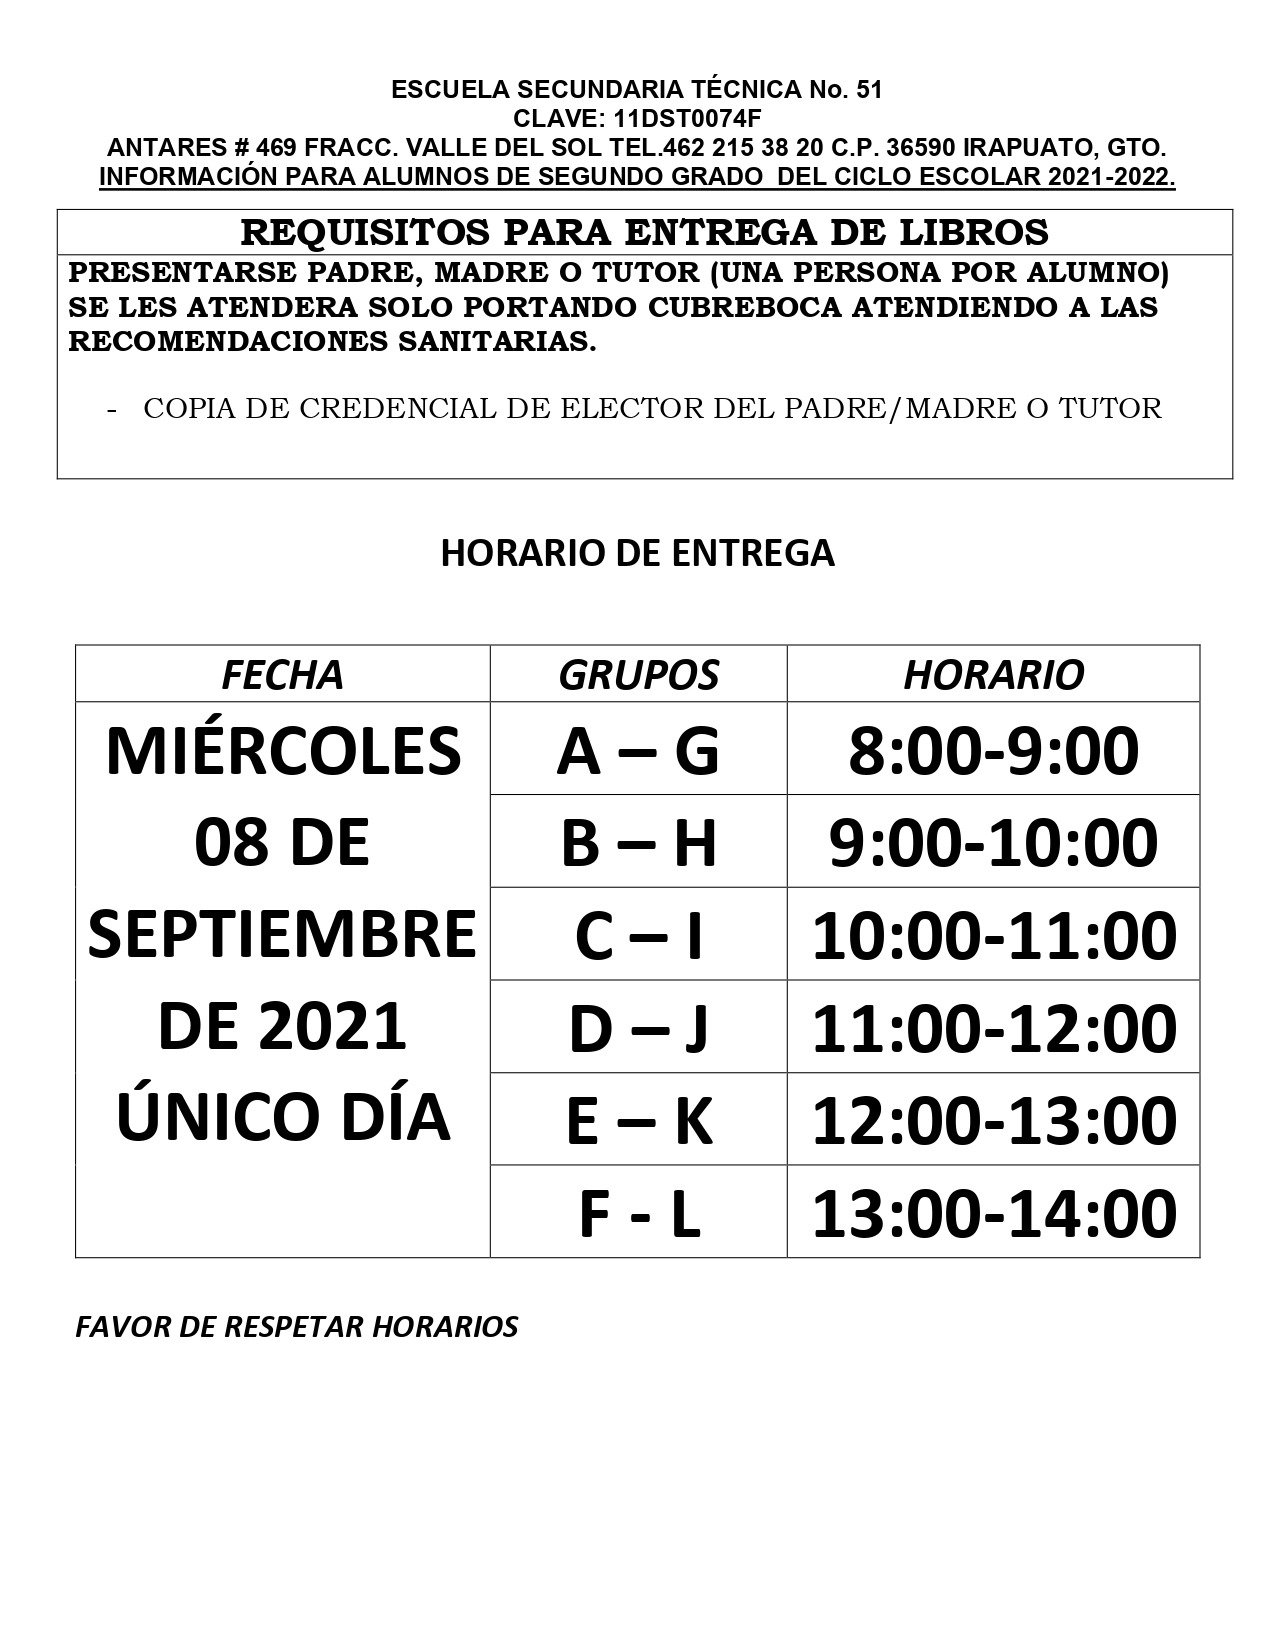 ESCUELA SECUNDARIA TÉCNICA No. 51
CLAVE: 11DST0074F
ANTARES # 469 FRACC. VALLE DEL SOL TEL.462 215 38 20 C.P. 36590 IRAPUATO, GTO.
INFORMACIÓN PARA ALUMNOS DE SEGUNDO GRADO DEL CICLO ESCOLAR 2021-2022.
REQUISITOS PARA ENTREGA DE LIBROS
PRESENTARSE PADRE, MADRE O TUTOR (UNA PERSONA POR ALUMNO)
SE LES ATENDERA SOLO PORTANDO CUBREBOCA ATENDIENDO A LAS
RECOMENDACIONES SANITARIAS.
- COPIA DE CREDENCIAL DE ELECTOR DEL PADRE/MADRE O TUTOR
HORARIO DE ENTREGA
FECHA GRUPOS HORARIO
MIÉRCOLES A – G 8:00-9:00
08 DE B – H 9:00-10:00
SEPTIEMBRE C – I 10:00-11:00
DE 2021 D – J 11:00-12:00
ÚNICO DÍA E – K 12:00-13:00
F - L 13:00-14:00
FAVOR DE RESPETAR HORARIOS